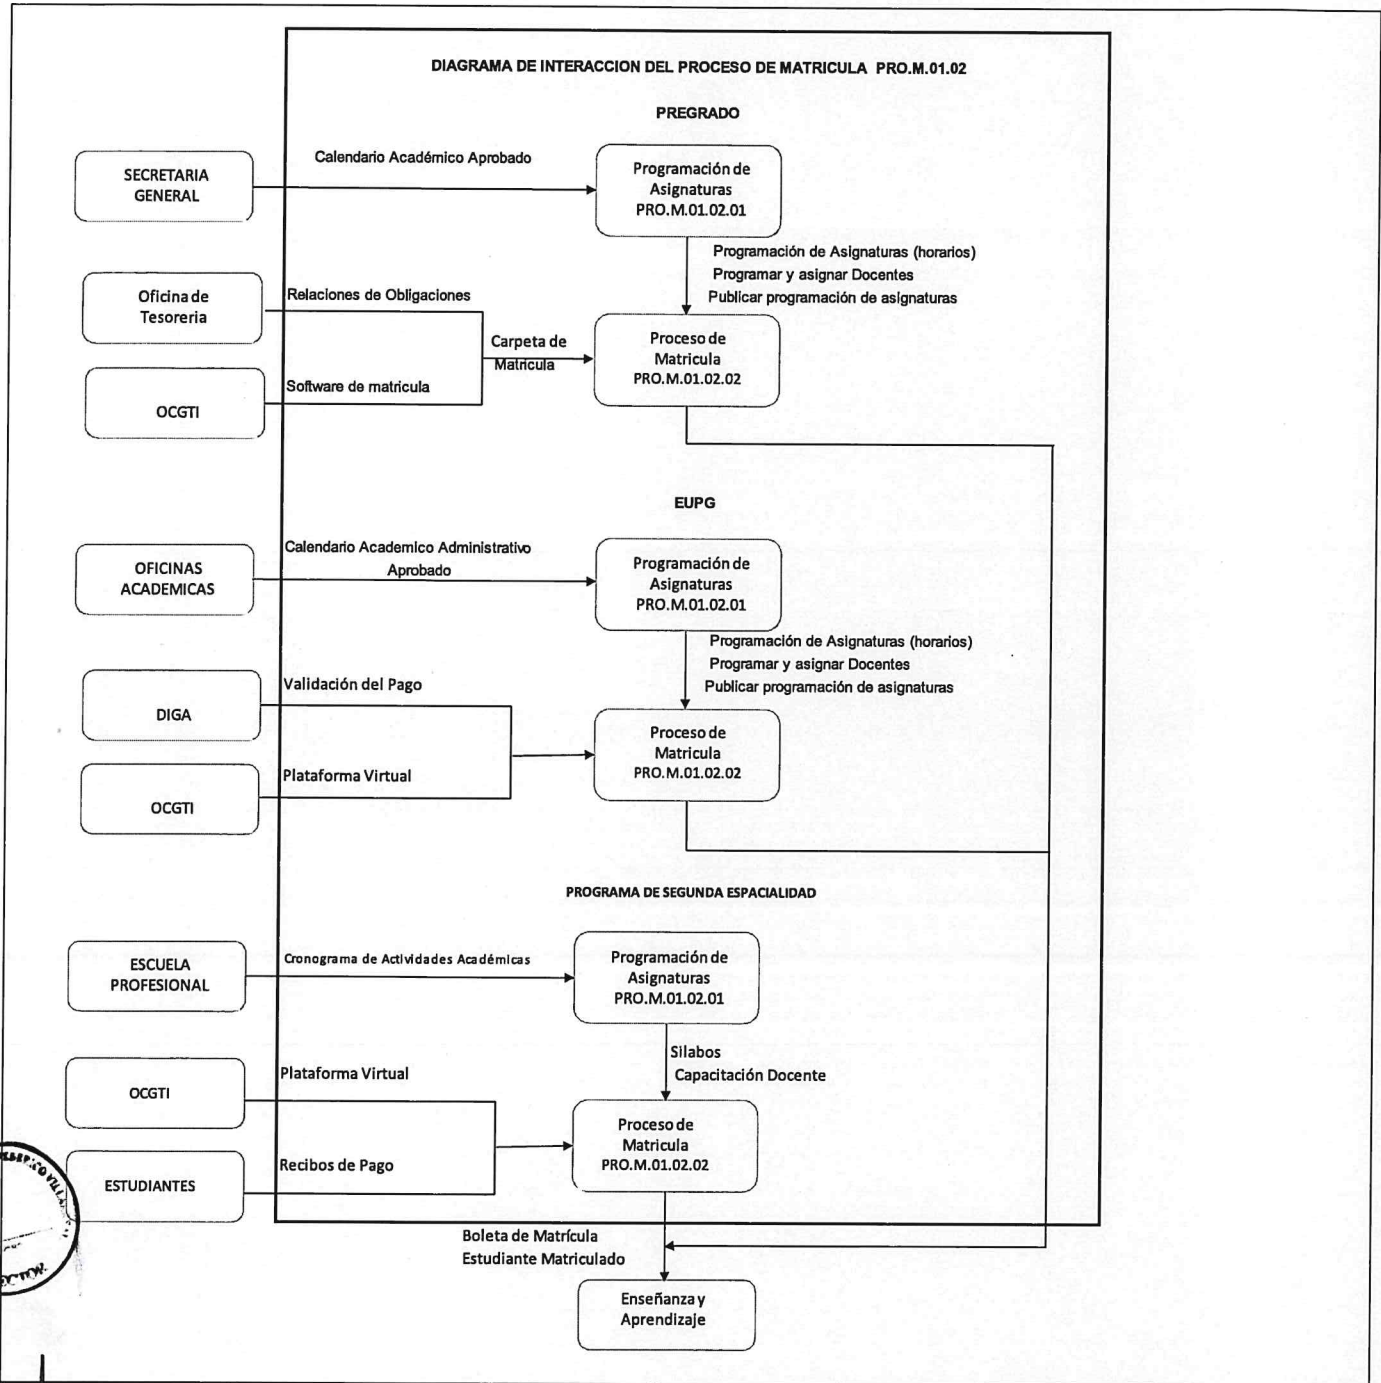 DIAGRAMA DE INTERACCION DEL PROCESO DE MATRICULA PRO.M.01.02
PREGRADO
SECRETARIA
GENERAL
Calendario Académico Aprobado
Programación de
Asignaturas
PRO.M.01.02.01
Programación de Asignaturas (horarios)
Programar y asignar Docentes
Publicar programación de asignaturas
Oficina de
Tesoreria
Relaciones de Obligaciones
OCGTI
Software de matricula
Carpeta de
Matricula
Proceso de
Matricula
PRO.M.01.02.02
EUPG
OFICINAS
ACADEMICAS
Calendario Academico Administrativo
Aprobado
Programación de
Asignaturas
PRO.M.01.02.01
Programación de Asignaturas (horarios)
Programar y asignar Docentes
Publicar programación de asignaturas
DIGA
Validación del Pago
OCGTI
Plataforma Virtual
Proceso de
Matricula
PRO.M.01.02.02
PROGRAMA DE SEGUNDA ESPACIALIDAD
ESCUELA
PROFESIONAL
Cronograma de Actividades Académicas
Programación de
Asignaturas
PRO.M.01.02.01
Silabos
Capacitación Docente
OCGTI
Plataforma Virtual
ESTUDIANTES
Recibos de Pago
Proceso de
Matricula
PRO.M.01.02.02
Boleta de Matrícula
Estudiante Matriculado
Enseñanza y
Aprendizaje